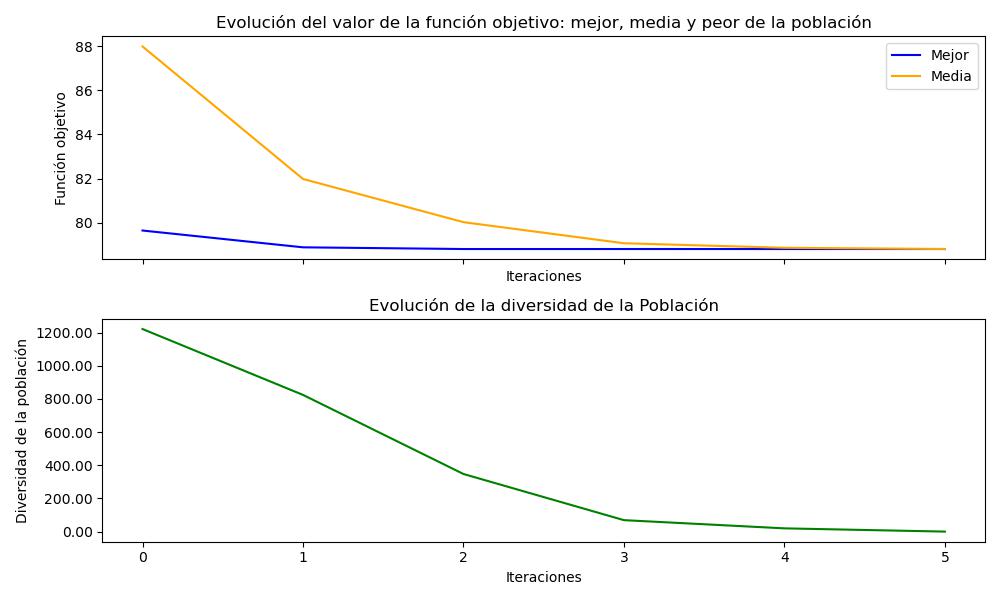 Evolución del valor de la función objetivo: mejor, media y peor de la población
88
86
84
82
80
Función objetivo
Mejor
Media
Iteraciones
Evolución de la diversidad de la Población
1200.00
1000.00
800.00
600.00
400.00
200.00
0.00
Diversidad de la población
0 1 2 3 4 5
Iteraciones